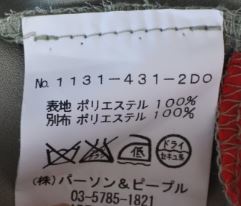 No. 1131-431-2DO
表地 ポリエステル 100%
別布 ポリエステル 100%
低 ドライ
セキユ系
(株)パーソン&ピープル
03-5785-1821